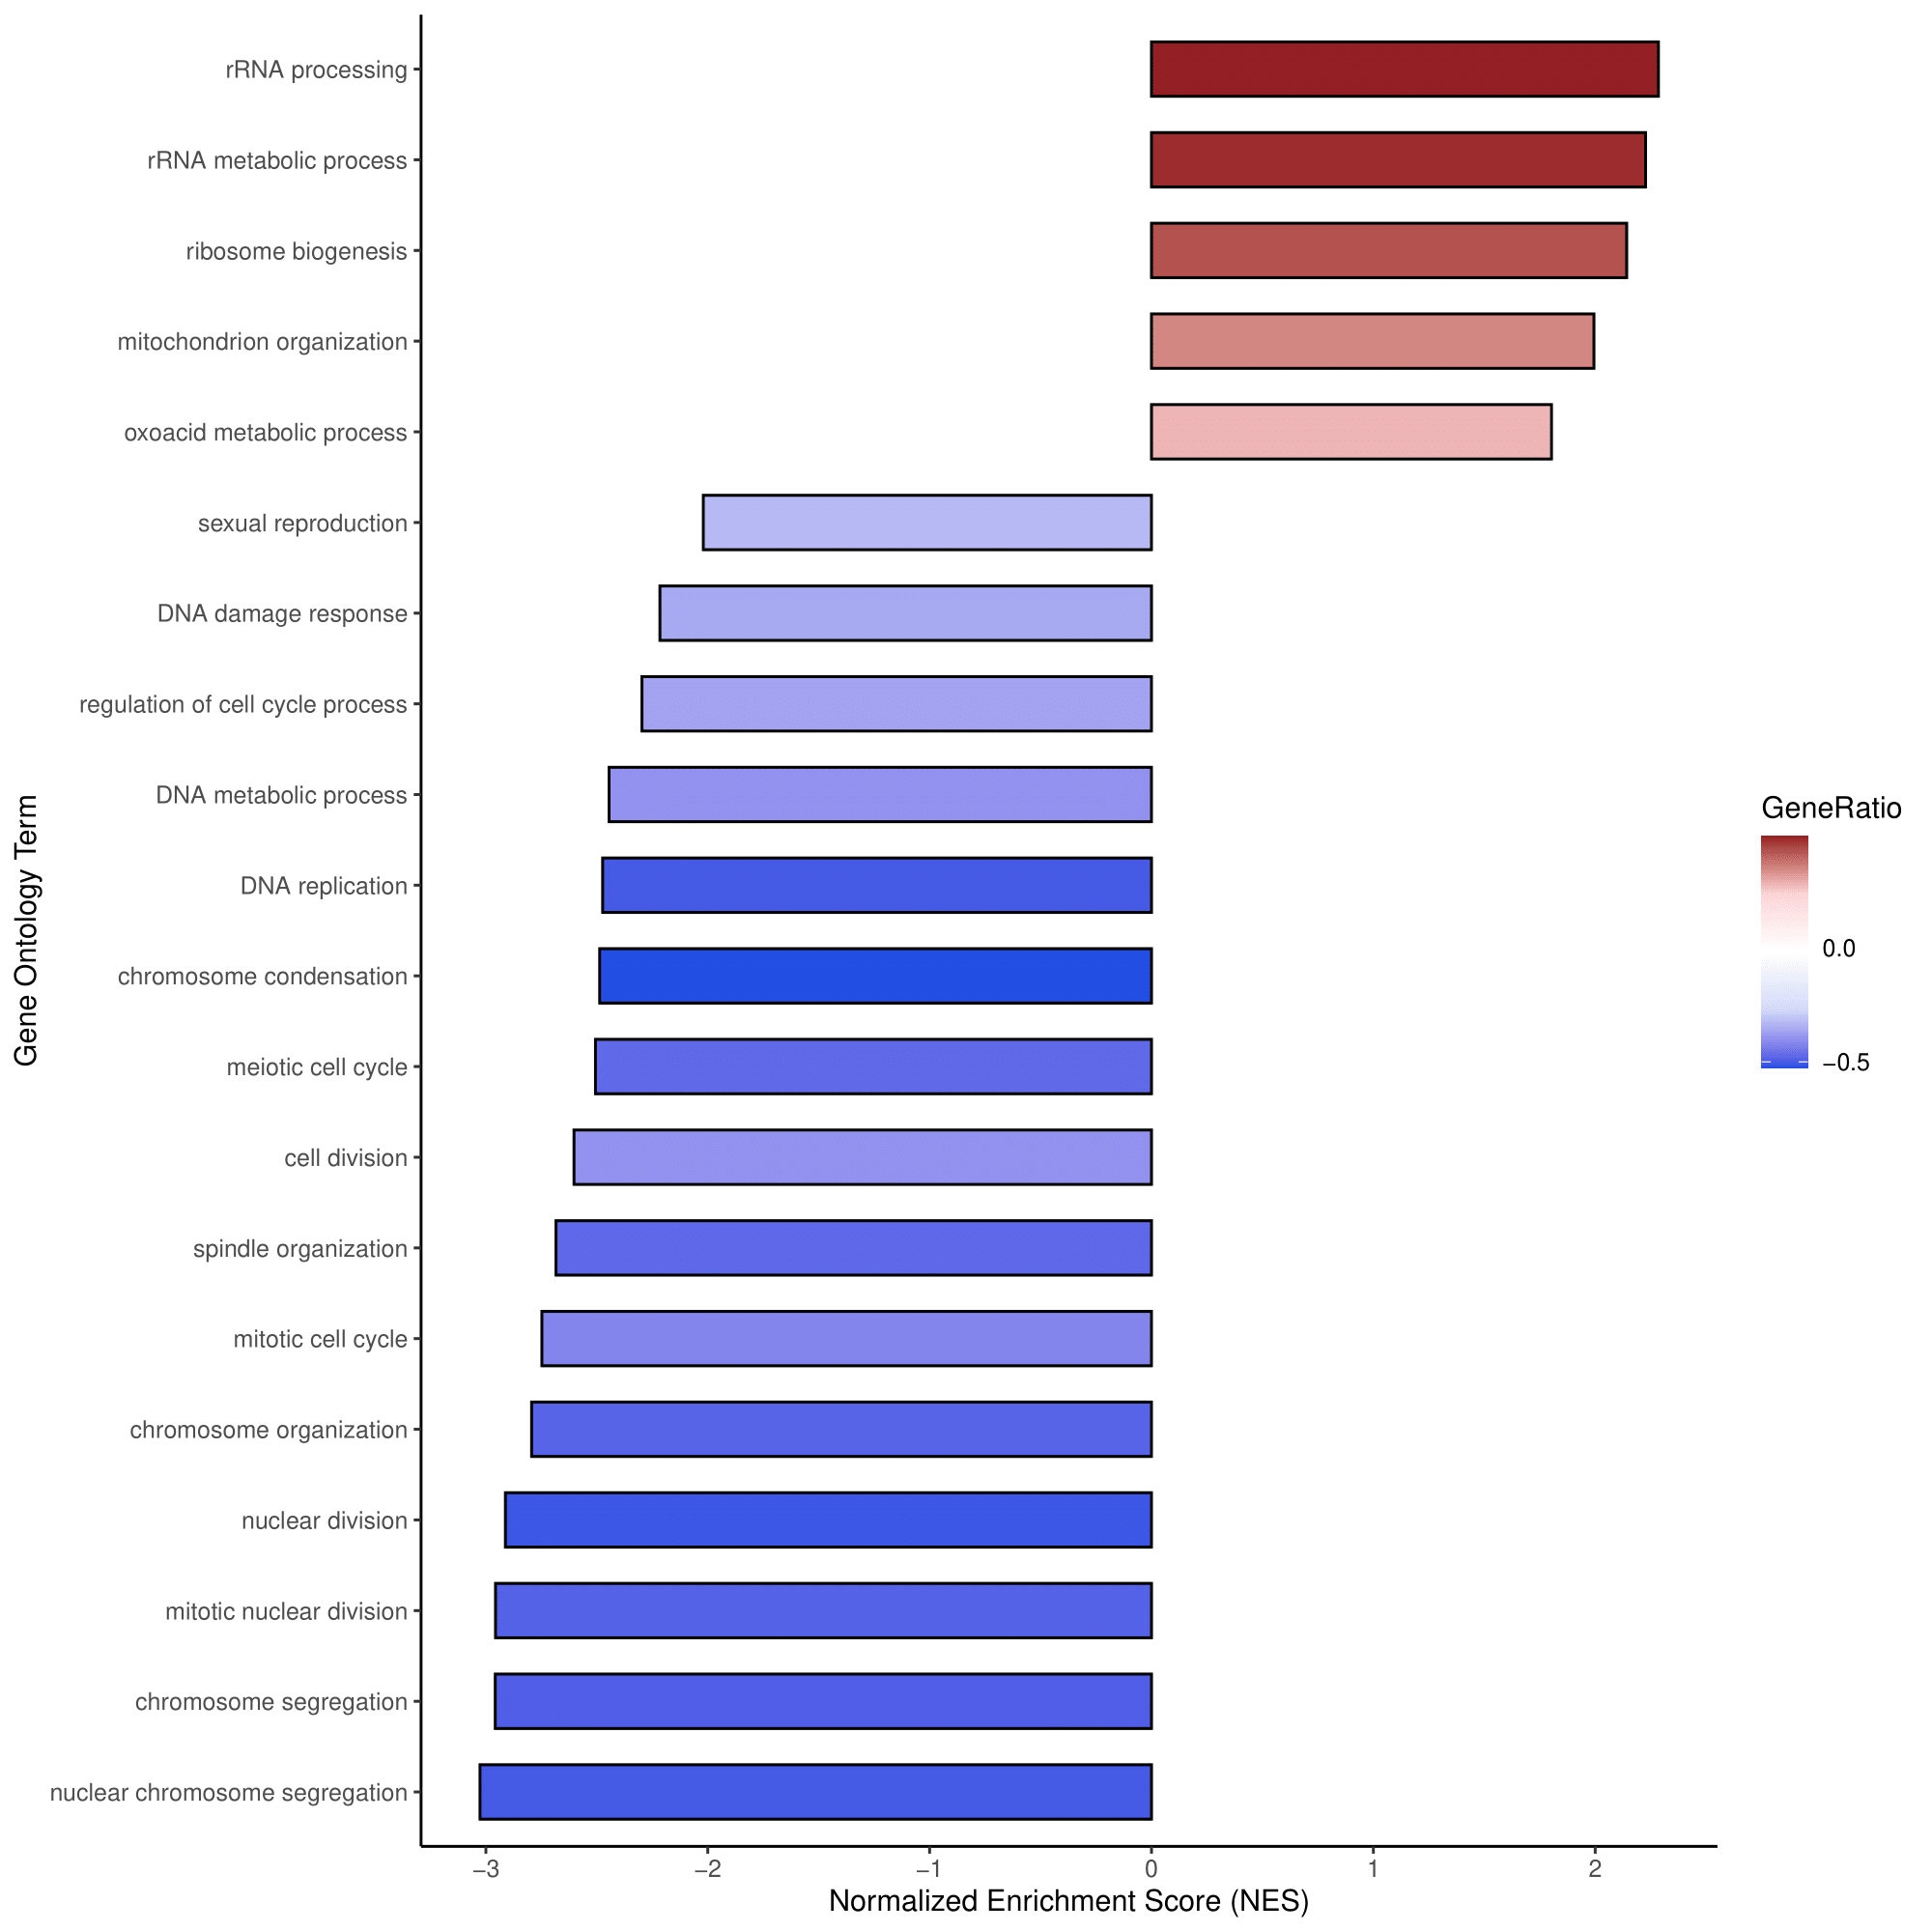 rRNA processing
rRNA metabolic process
ribosome biogenesis
mitochondrion organization
oxoacid metabolic process
sexual reproduction
DNA damage response
regulation of cell cycle process
DNA metabolic process
DNA replication
chromosome condensation
meiotic cell cycle
cell division
spindle organization
mitotic cell cycle
chromosome organization
nuclear division
mitotic nuclear division
chromosome segregation
nuclear chromosome segregation
Gene Ontology Term
−3 −2 −1 0 1 2
Normalized Enrichment Score (NES)
GeneRatio
0.0
−0.5